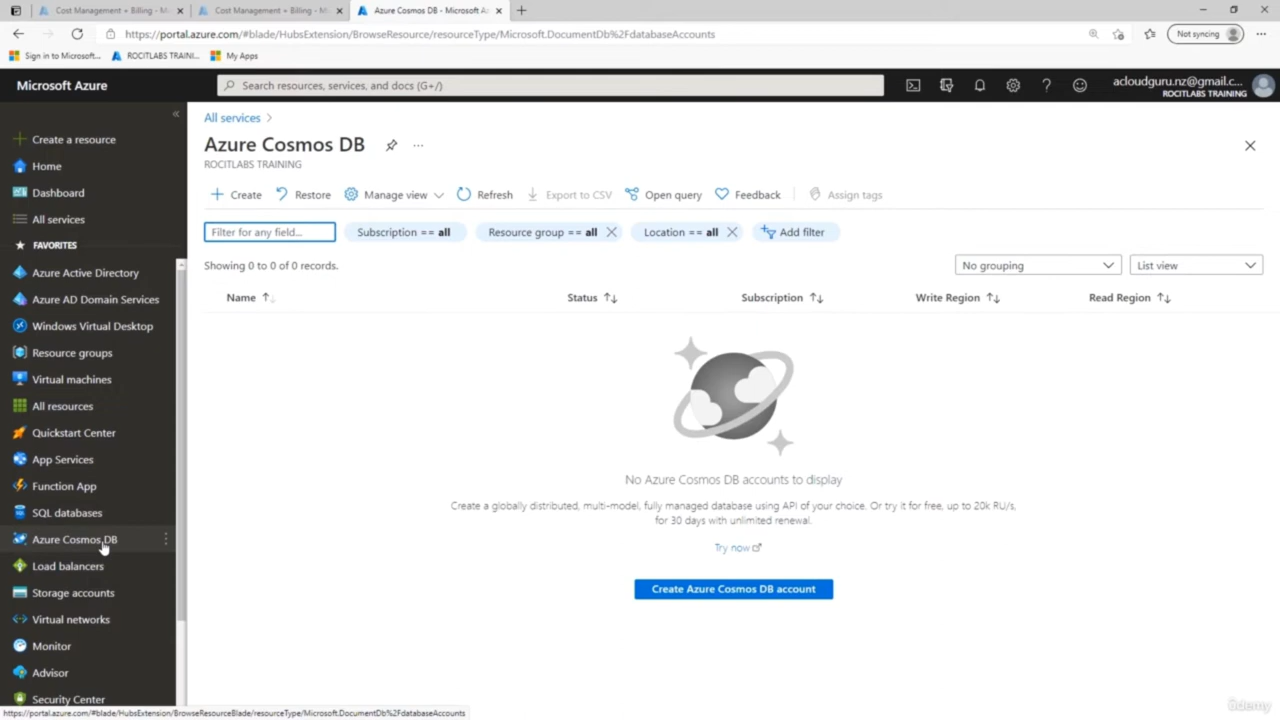 Cost Management + Billing - M
Cost Management + Billing - M
Azure Cosmos DB - Microsoft A
https://portal.azure.com/#blade/HubsExtension/BrowseResource/resourceType/Microsoft.DocumentDb%2FdatabaseAccounts
Not syncing
Sign in to Microsoft...
ROCITLABS TRAINI...
My Apps
Microsoft Azure
Search resources, services, and docs (G+/)
acloudguru.nz@gmail.c...
ROCITLABS TRAINING
Create a resource
Home
Dashboard
All services
FAVORITES
Azure Active Directory
Azure AD Domain Services
Windows Virtual Desktop
Resource groups
Virtual machines
All resources
Quickstart Center
App Services
Function App
SQL databases
Azure Cosmos DB
Load balancers
Storage accounts
Virtual networks
Monitor
Advisor
Security Center
All services >
Azure Cosmos DB
ROCITLABS TRAINING
Create Restore Manage view Refresh Export to CSV Open query Feedback Assign tags
Filter for any field... Subscription == all Resource group == all Location == all Add filter
Showing 0 to 0 of 0 records.
No grouping List view
Name Status Subscription Write Region Read Region
No Azure Cosmos DB accounts to display
Create a globally distributed, multi-model, fully managed database using API of your choice. Or try it for free, up to 20k RU/s,
for 30 days with unlimited renewal.
Try now
Create Azure Cosmos DB account
https://portal.azure.com/#blade/HubsExtension/BrowseResourceBlade/resourceType/Microsoft.DocumentDb%2FdatabaseAccounts
ûdemy